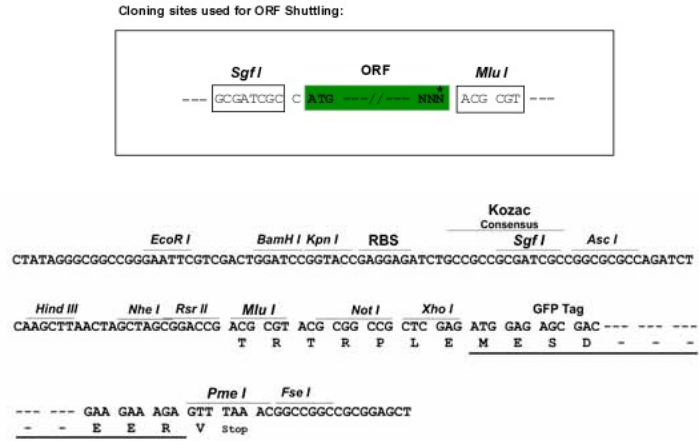 Cloning sites used for ORF Shuttling:
Sgf I ORF Mlu I
*
--- GCGATCGC C ATG ---//--- NNN ACG CGT ---
Kozac
Consensus
EcoR I BamH I Kpn I RBS Sgf I Asc I
CTATAGGGCGGCCGGGAATTCGTCGACTGGATCCGGTACCGAGGAGATCTGCCGCCGCGATCGCCGGCGCGCCAGATCT
Hind III Nhe I Rsr II Mlu I Not I Xho I GFP Tag
CAAGCTTAACTAGCTAGCGGACCG ACG CGT ACG CGG CCG CTC GAG ATG GAG AGC GAC --- --- ---
T R T R P L E M E S D - - -
Pme I Fse I
--- --- GAA GAA AGA GTT TAA ACGGCCGGCCGCGGAGCT
- - E E R V Stop